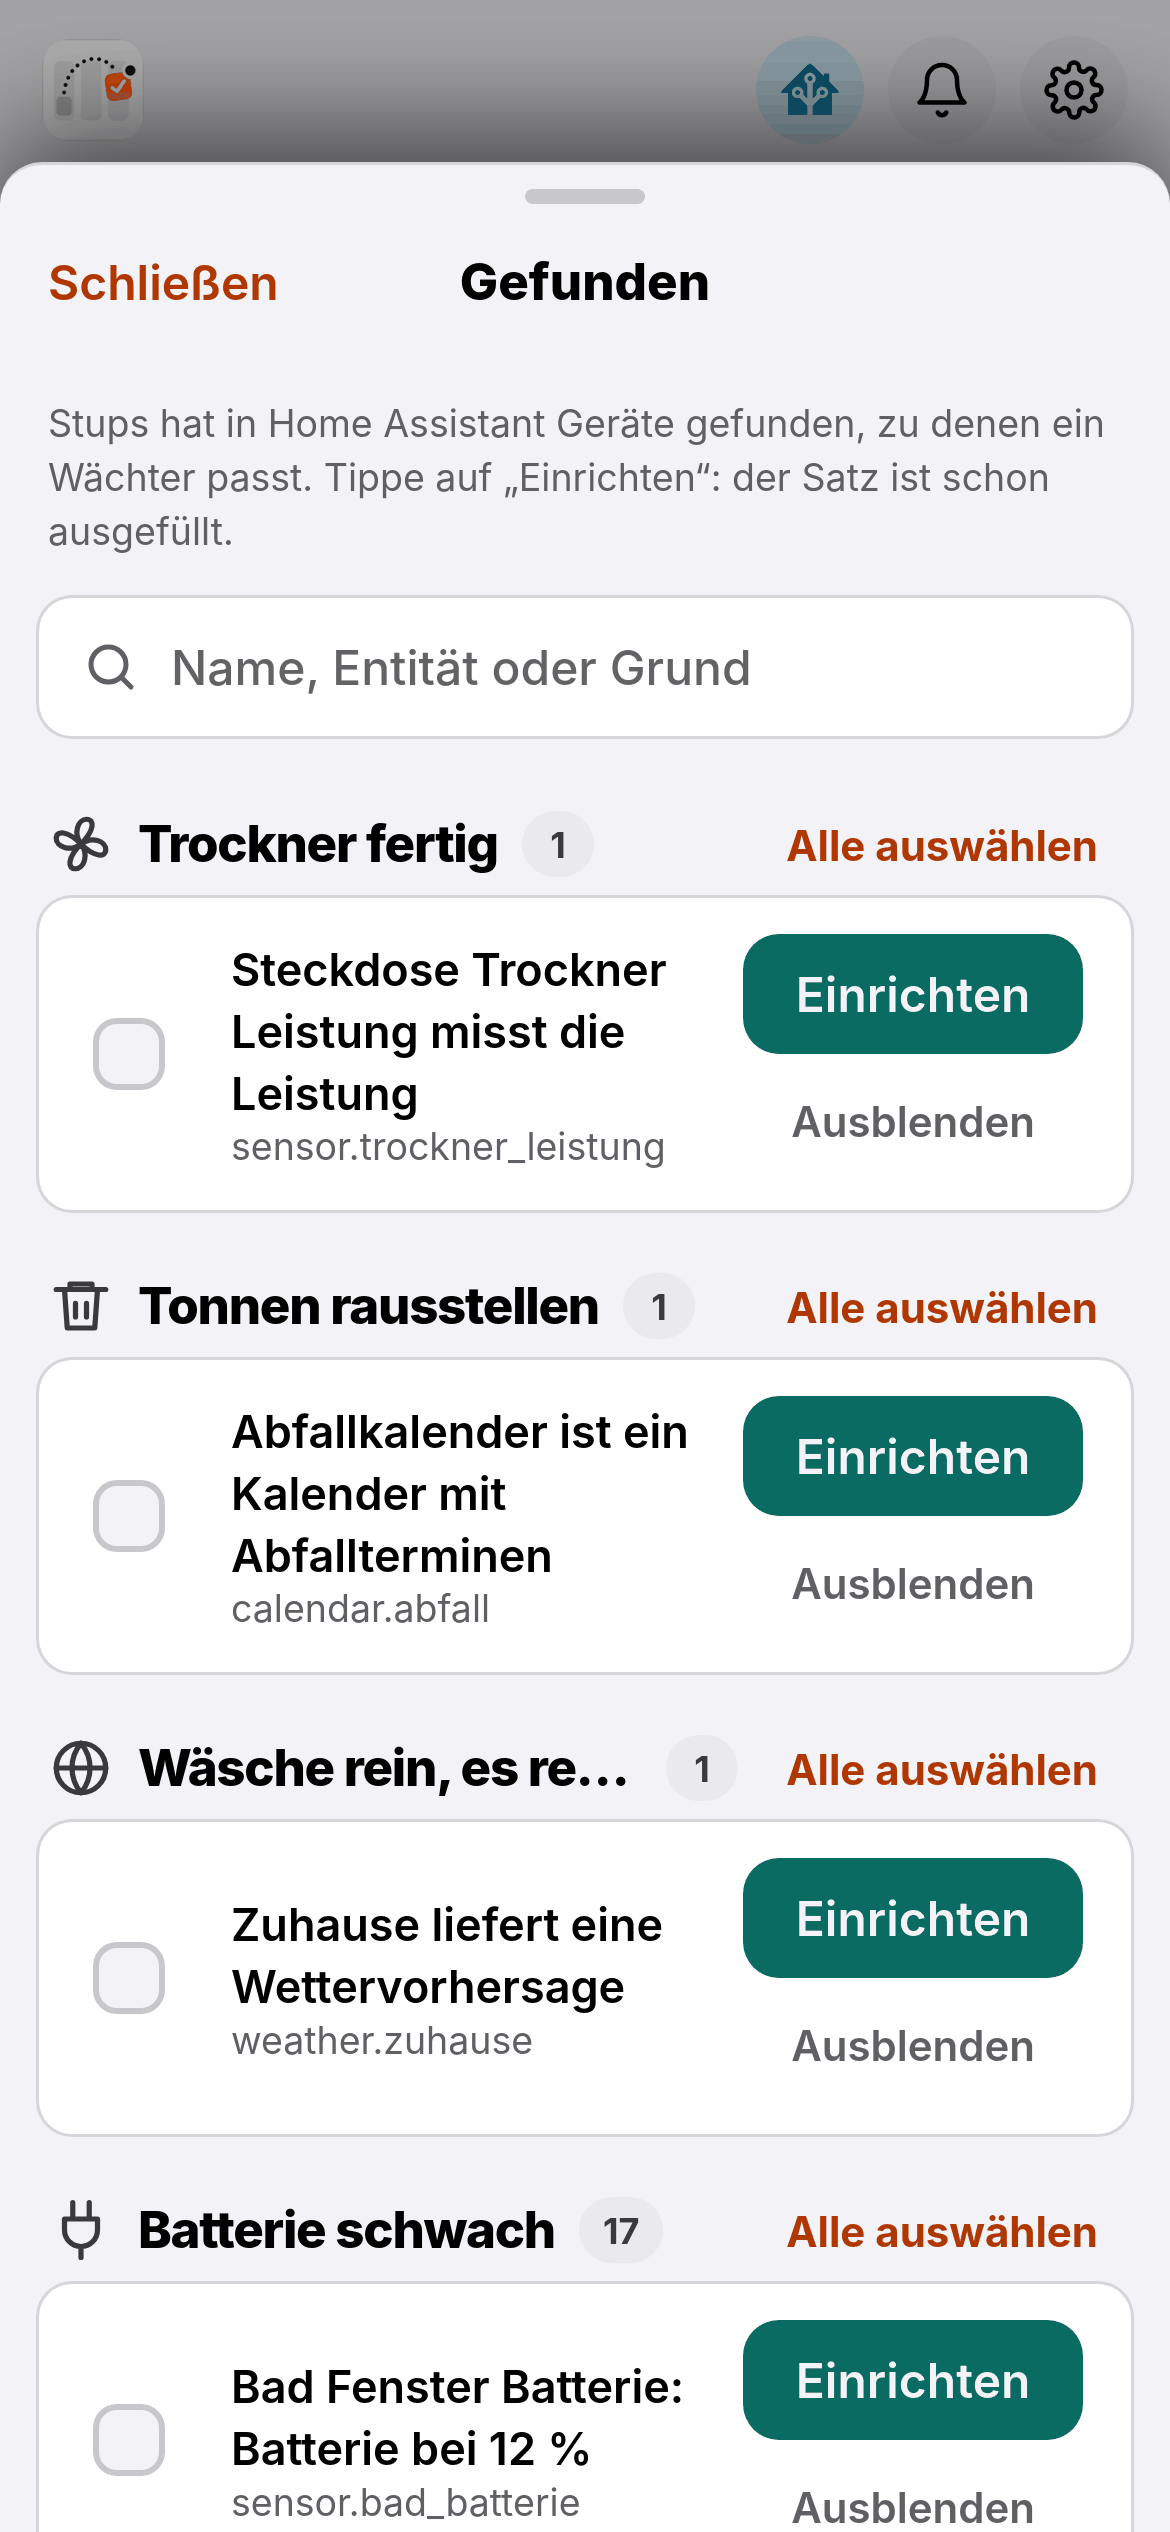 Schließen
Gefunden
Stups hat in Home Assistant Geräte gefunden, zu denen ein
Wächter passt. Tippe auf „Einrichten“: der Satz ist schon
ausgefüllt.
Name, Entität oder Grund
Trockner fertig 1 Alle auswählen
Steckdose Trockner
Leistung misst die
Leistung
sensor.trockner_leistung
Einrichten
Ausblenden
Tonnen rausstellen 1 Alle auswählen
Abfallkalender ist ein
Kalender mit
Abfallterminen
calendar.abfall
Einrichten
Ausblenden
Wäsche rein, es re... 1 Alle auswählen
Zuhause liefert eine
Wettervorhersage
weather.zuhause
Einrichten
Ausblenden
Batterie schwach 17 Alle auswählen
Bad Fenster Batterie:
Batterie bei 12 %
sensor.bad_batterie
Einrichten
Ausblenden